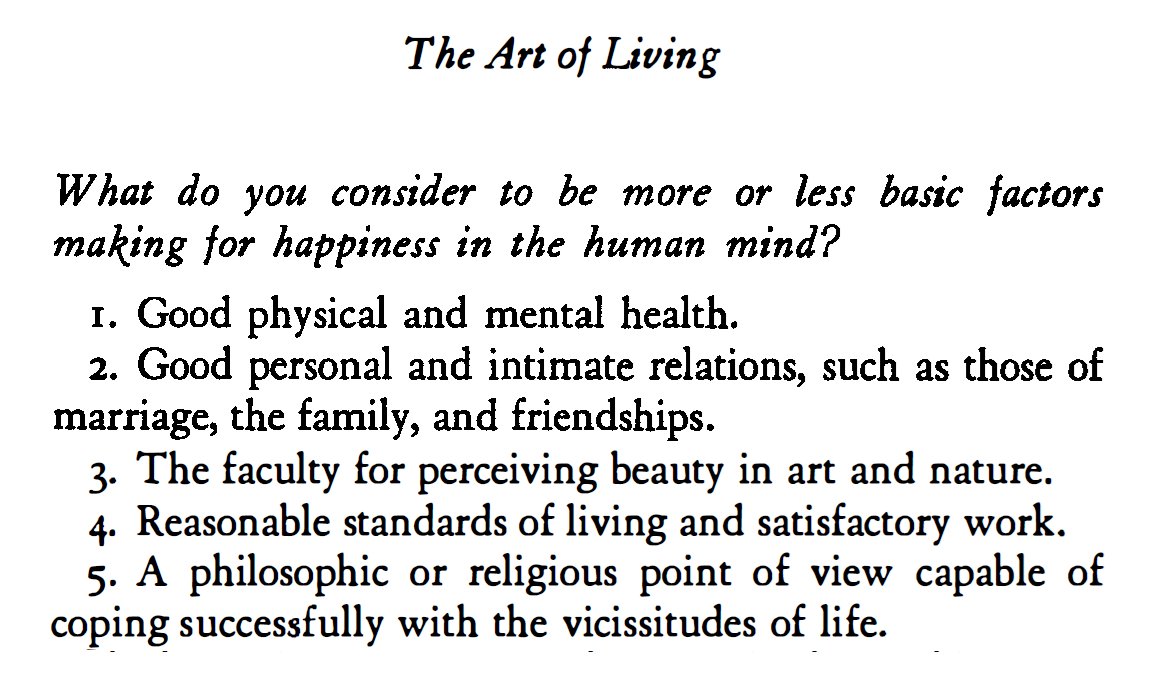 The Art of Living
What do you consider to be more or less basic factors
making for happiness in the human mind?
1. Good physical and mental health.
2. Good personal and intimate relations, such as those of
marriage, the family, and friendships.
3. The faculty for perceiving beauty in art and nature.
4. Reasonable standards of living and satisfactory work.
5. A philosophic or religious point of view capable of
coping successfully with the vicissitudes of life.